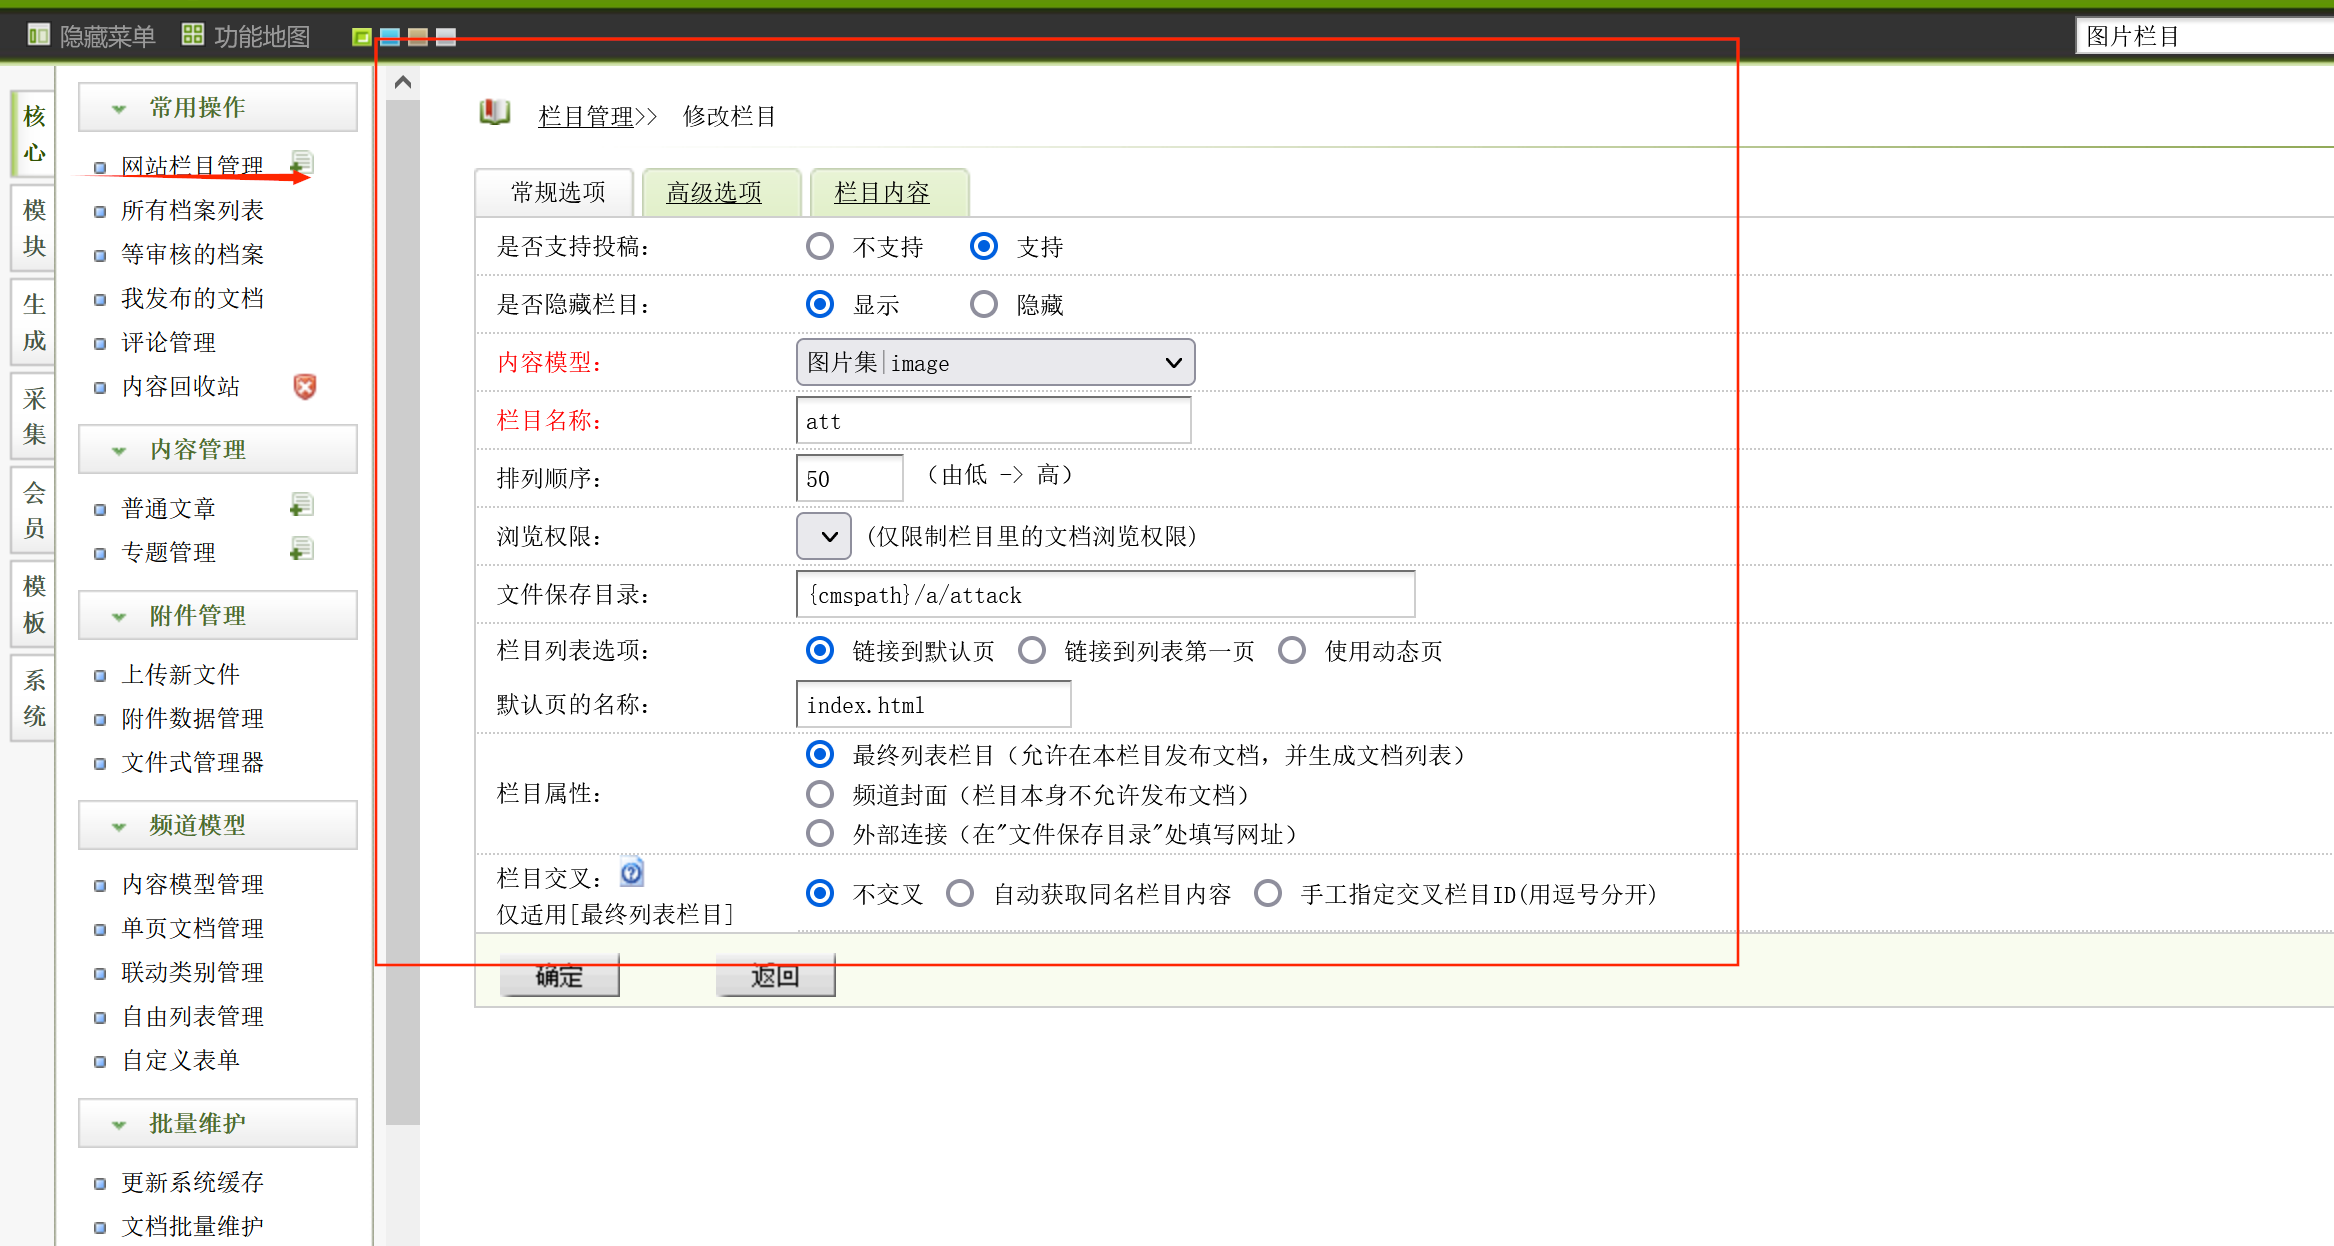 隐藏菜单 功能地图 图片栏目
核心
模块
生成
采集
会员
模板
系统
常用操作
网站栏目管理
所有档案列表
等审核的档案
我发布的文档
评论管理
内容回收站
内容管理
普通文章
专题管理
附件管理
上传新文件
附件数据管理
文件式管理器
频道模型
内容模型管理
单页文档管理
联动类别管理
自由列表管理
自定义表单
批量维护
更新系统缓存
文档批量维护
栏目管理>> 修改栏目
常规选项 高级选项 栏目内容
是否支持投稿： 不支持 支持
是否隐藏栏目： 显示 隐藏
内容模型： 图片集|image
栏目名称： att
排列顺序： 50 （由低 -> 高）
浏览权限： (仅限制栏目里的文档浏览权限)
文件保存目录： {cmspath}/a/attack
栏目列表选项： 链接到默认页 链接到列表第一页 使用动态页
默认页的名称： index.html
栏目属性： 最终列表栏目（允许在本栏目发布文档，并生成文档列表）
频道封面（栏目本身不允许发布文档）
外部连接（在"文件保存目录"处填写网址）
栏目交叉：
仅适用[最终列表栏目] 不交叉 自动获取同名栏目内容 手工指定交叉栏目ID(用逗号分开)
确定 返回